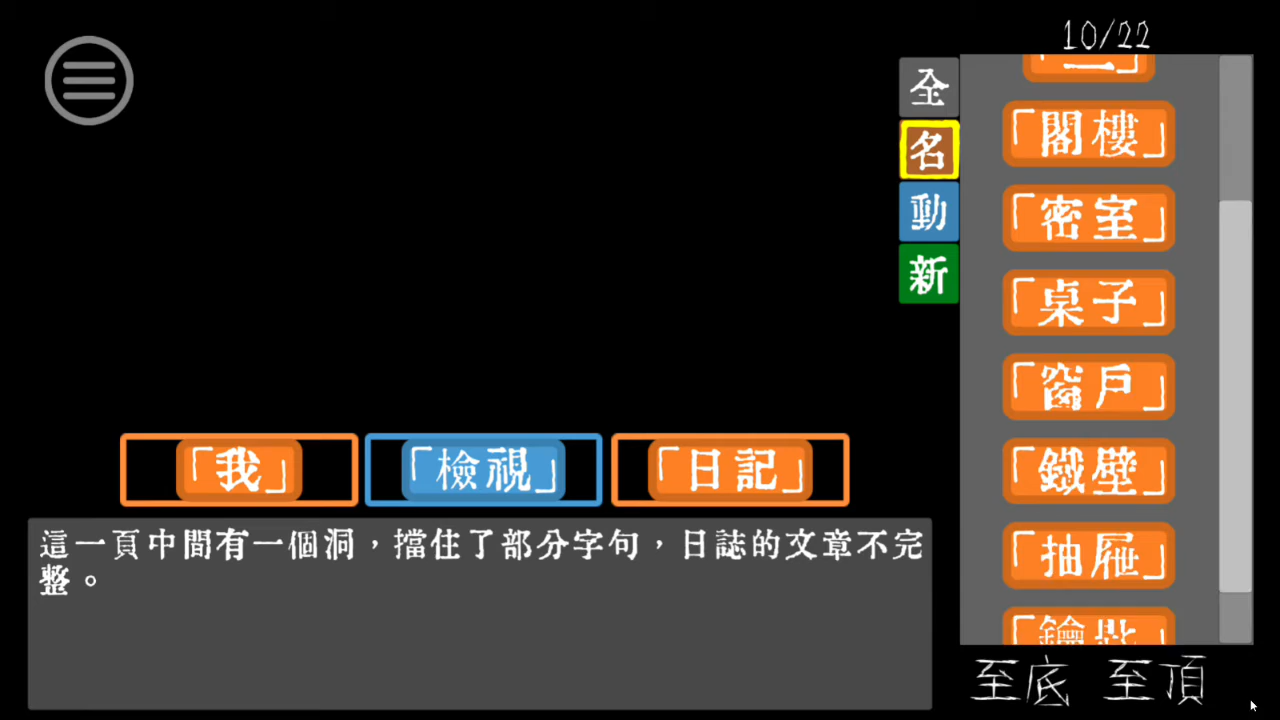 10/22
全
名
動
新
「閣樓」
「密室」
「桌子」
「窗戶」
「鐵壁」
「抽屜」
「鑰匙」
「我」
「檢視」
「日記」
這一頁中間有一個洞，擋住了部分字句，日誌的文章不完
整。
至底 至頂